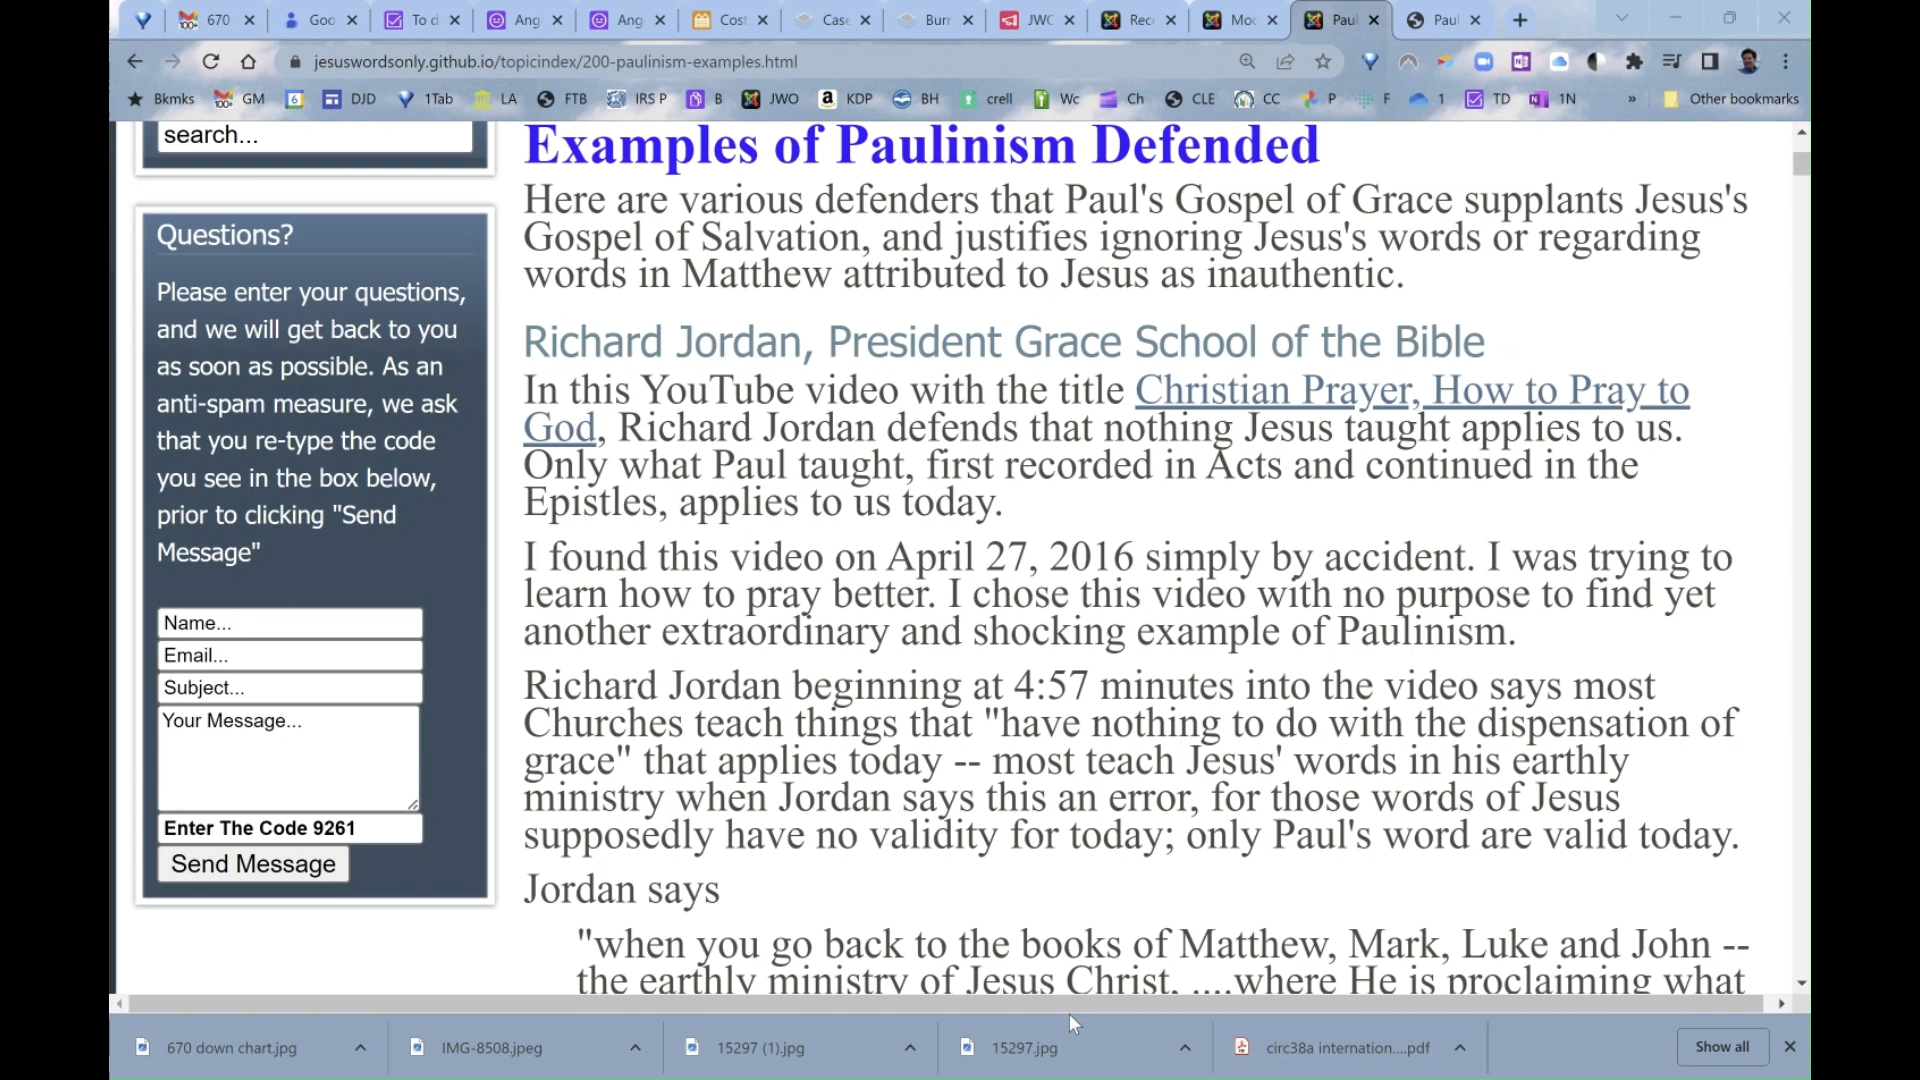 670
Goo
To d
Ang
Ang
Cost
Case
Burr
JWC
Rec
Moc
Paul
Paul
jesuswordsonly.github.io/topicindex/200-paulinism-examples.html
Bkmks
GM
DJD
1Tab
LA
FTB
IRS P
B
JWO
KDP
BH
crell
Wc
Ch
CLE
CC
P
F
1
TD
1N
»
Other bookmarks
search...
Questions?
Please enter your questions,
and we will get back to you
as soon as possible. As an
anti-spam measure, we ask
that you re-type the code
you see in the box below,
prior to clicking "Send
Message"
Name...
Email...
Subject...
Your Message...
Enter The Code 9261
Send Message
Examples of Paulinism Defended
Here are various defenders that Paul's Gospel of Grace supplants Jesus's
Gospel of Salvation, and justifies ignoring Jesus's words or regarding
words in Matthew attributed to Jesus as inauthentic.
Richard Jordan, President Grace School of the Bible
In this YouTube video with the title Christian Prayer, How to Pray to
God, Richard Jordan defends that nothing Jesus taught applies to us.
Only what Paul taught, first recorded in Acts and continued in the
Epistles, applies to us today.
I found this video on April 27, 2016 simply by accident. I was trying to
learn how to pray better. I chose this video with no purpose to find yet
another extraordinary and shocking example of Paulinism.
Richard Jordan beginning at 4:57 minutes into the video says most
Churches teach things that "have nothing to do with the dispensation of
grace" that applies today -- most teach Jesus' words in his earthly
ministry when Jordan says this an error, for those words of Jesus
supposedly have no validity for today; only Paul's word are valid today.
Jordan says
"when you go back to the books of Matthew, Mark, Luke and John --
the earthly ministry of Jesus Christ, ....where He is proclaiming what
670 down chart.jpg
IMG-8508.jpeg
15297 (1).jpg
15297.jpg
circ38a internation....pdf
Show all